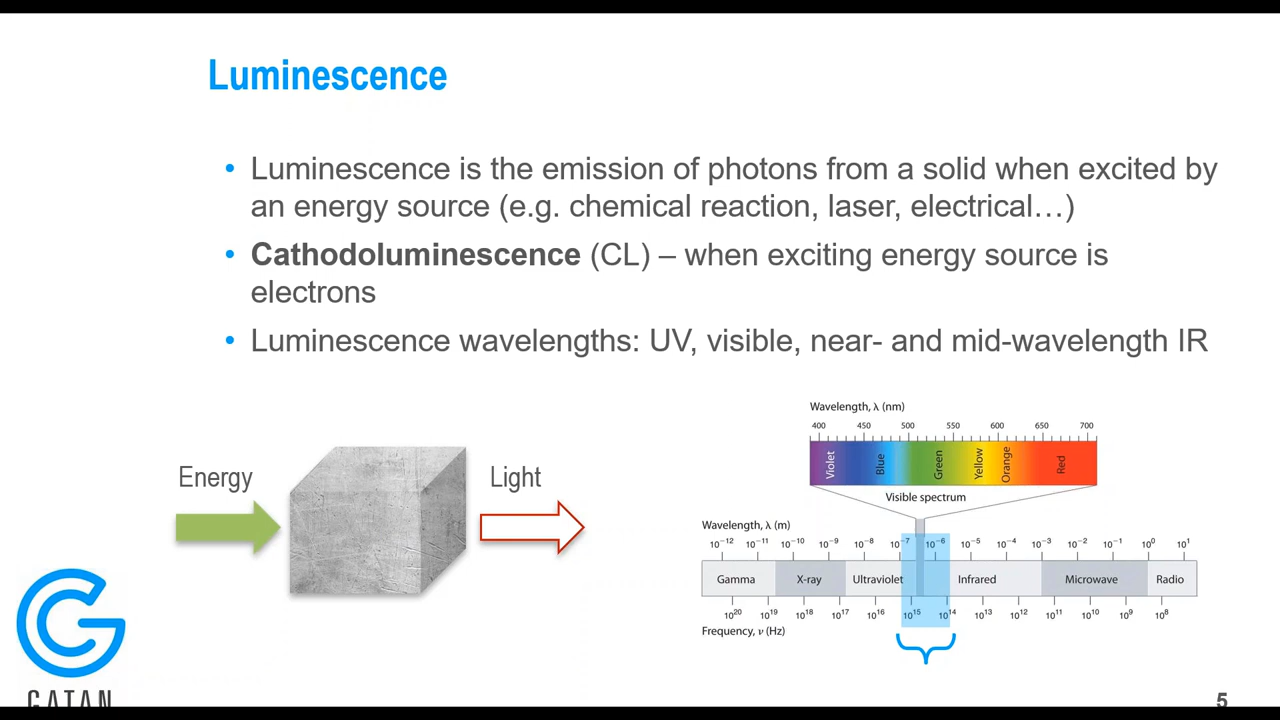 Luminescence
• Luminescence is the emission of photons from a solid when excited by
an energy source (e.g. chemical reaction, laser, electrical…)
• Cathodoluminescence (CL) – when exciting energy source is
electrons
• Luminescence wavelengths: UV, visible, near- and mid-wavelength IR
Energy
Light
Wavelength, λ (nm)
400 450 500 550 600 650 700
Violet Blue Green Yellow Orange Red
Visible spectrum
Wavelength, λ (m)
10⁻¹² 10⁻¹¹ 10⁻¹⁰ 10⁻⁹ 10⁻⁸ 10⁻⁷ 10⁻⁶ 10⁻⁵ 10⁻⁴ 10⁻³ 10⁻² 10⁻¹ 10⁰ 10¹
Gamma X-ray Ultraviolet Infrared Microwave Radio
10²⁰ 10¹⁹ 10¹⁸ 10¹⁷ 10¹⁶ 10¹⁵ 10¹⁴ 10¹³ 10¹² 10¹¹ 10¹⁰ 10⁹ 10⁸
Frequency, ν (Hz)
GATAN
5